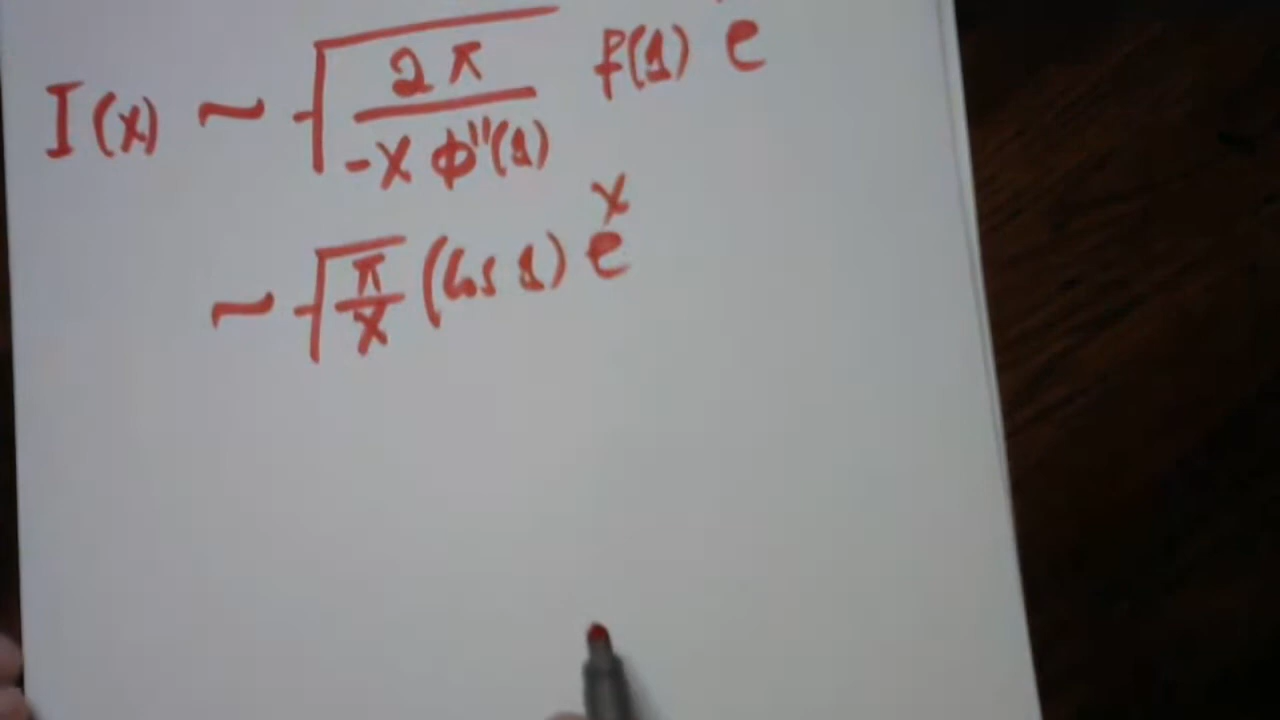 I(x) ~ √(2π / -x ϕ''(1)) f(1) e
~ √(π/x) (Cos 1) e^x